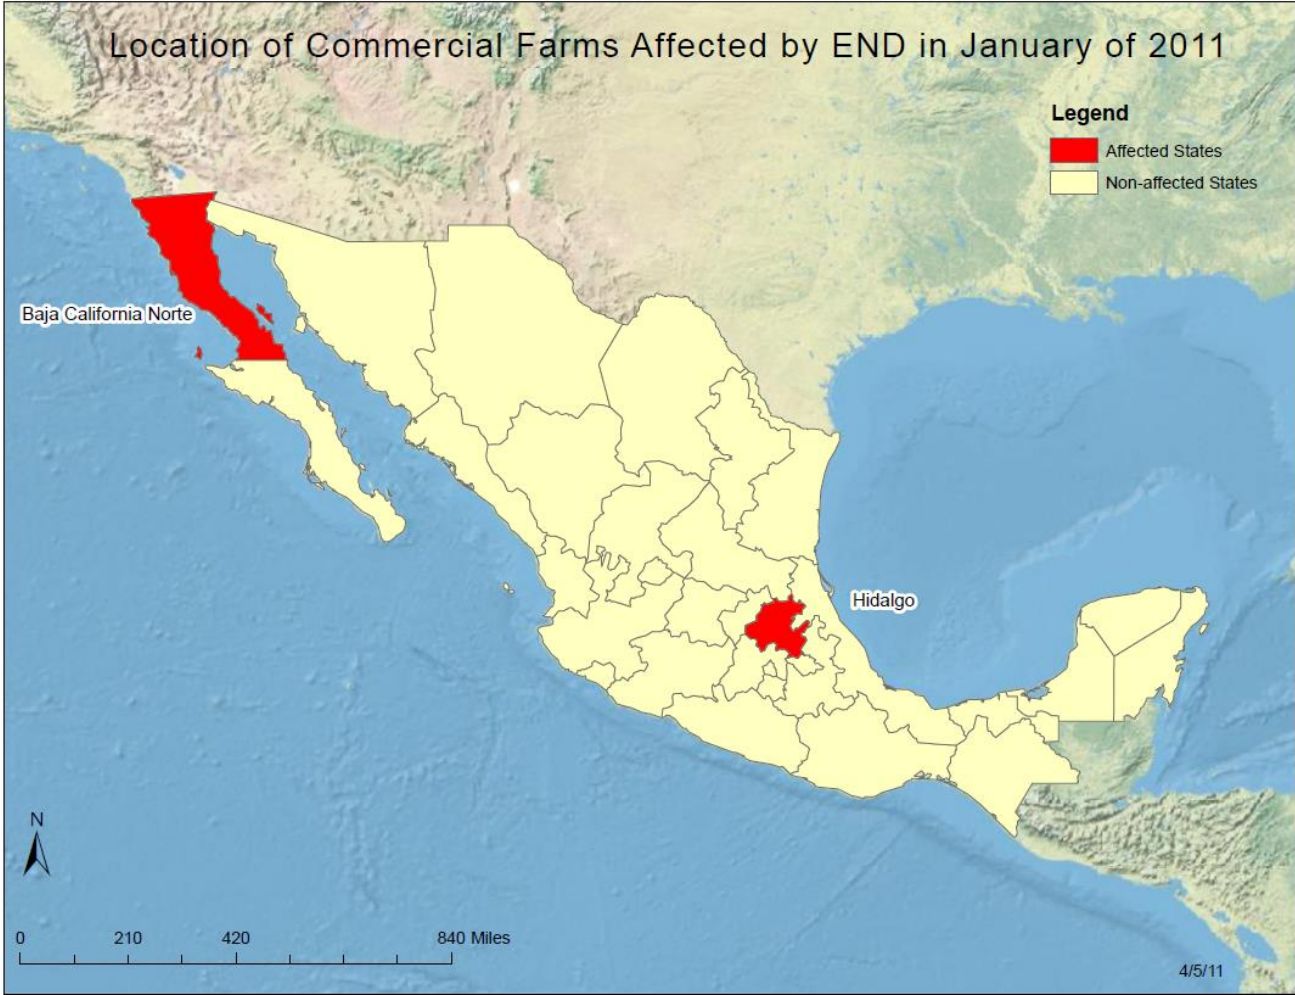 Location of Commercial Farms Affected by END in January of 2011
Legend
Affected States
Non-affected States
Baja California Norte
Hidalgo
N
0 210 420 840 Miles
4/5/11